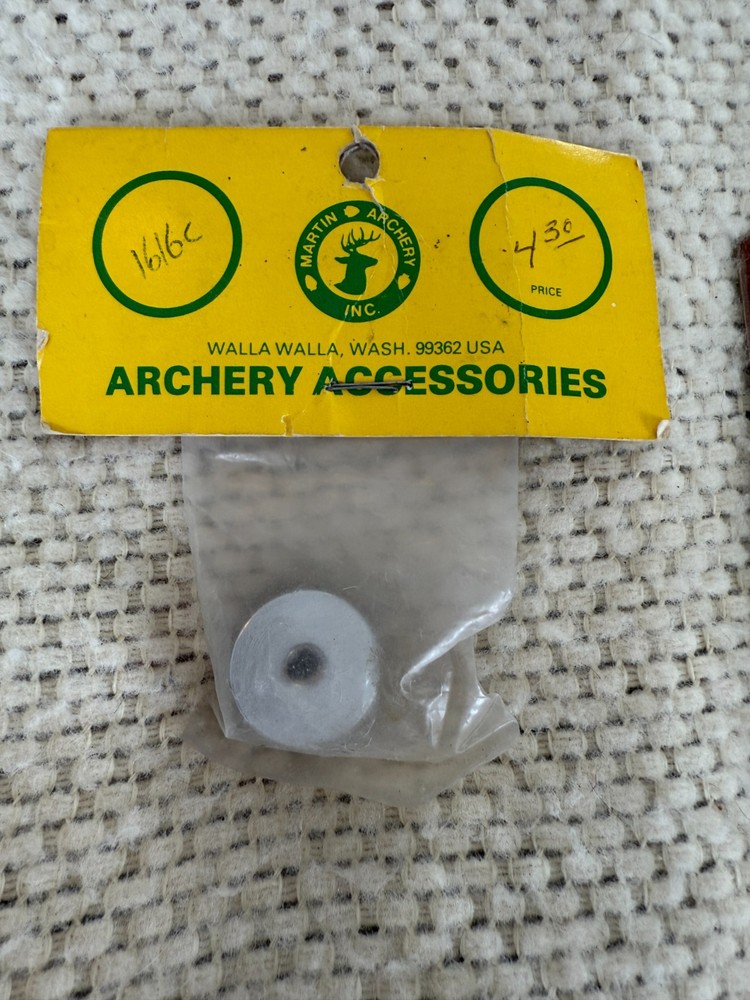 1616c
MARTIN ARCHERY
INC.
4 30
PRICE
WALLA WALLA, WASH. 99362 USA
ARCHERY ACCESSORIES